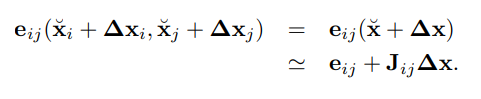 e_{ij}(x̆_i + Δx_i, x̆_j + Δx_j) = e_{ij}(x̆ + Δx)
≃ e_{ij} + J_{ij}Δx.